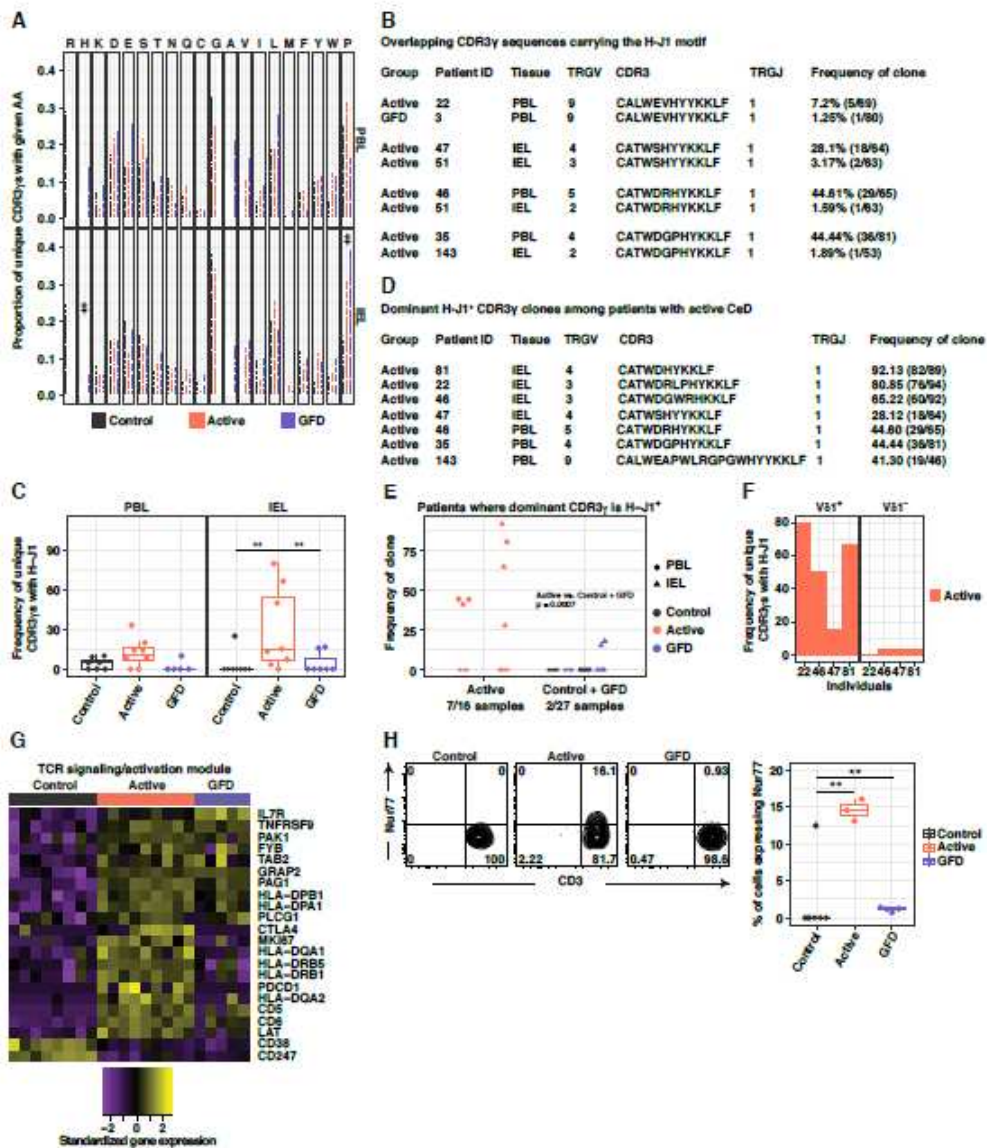 A
R H K D E S T N Q C G A V I L M F Y W P
Proportion of unique CDR3γs with given AA
0.4
0.3
0.2
0.1
0.0
PBL
0.4
0.3
0.2
0.1
0.0
IEL
‡
‡
Control Active GFD
B
Overlapping CDR3γ sequences carrying the H-J1 motif
Group Patient ID Tissue TRGV CDR3 TRGJ Frequency of clone
Active 22 PBL 9 CALWEVHYYKKLF 1 7.2% (5/69)
GFD 3 PBL 9 CALWEVHYYKKLF 1 1.25% (1/80)
Active 47 IEL 4 CATWSHYYKKLF 1 28.1% (18/64)
Active 51 IEL 3 CATWSHYYKKLF 1 3.17% (2/63)
Active 46 PBL 5 CATWDRHYKKLF 1 44.61% (29/65)
Active 51 IEL 2 CATWDRHYKKLF 1 1.59% (1/63)
Active 35 PBL 4 CATWDGPHYKKLF 1 44.44% (36/81)
Active 143 IEL 2 CATWDGPHYKKLF 1 1.89% (1/53)
D
Dominant H-J1⁺ CDR3γ clones among patients with active CeD
Group Patient ID Tissue TRGV CDR3 TRGJ Frequency of clone
Active 81 IEL 4 CATWDHYKKLF 1 92.13 (82/89)
Active 22 IEL 3 CATWDRLPHYKKLF 1 80.85 (76/94)
Active 46 IEL 3 CATWDGWRHKKLF 1 65.22 (60/92)
Active 47 IEL 4 CATWSHYYKKLF 1 28.12 (18/64)
Active 46 PBL 5 CATWDRHYKKLF 1 44.60 (29/65)
Active 35 PBL 4 CATWDGPHYKKLF 1 44.44 (36/81)
Active 143 PBL 9 CALWEAPWLRGPGWHYYKKLF 1 41.30 (19/46)
C
PBL IEL
Frequency of unique
CDR3γs with H–J1
90
60
30
0
** **
Control Active GFD Control Active GFD
E
Patients where dominant CDR3γ is H–J1⁺
Frequency of clone
75
50
25
0
Active vs. Control + GFD
p = 0.0007
Active Control + GFD
7/16 samples 2/27 samples
PBL
IEL
Control
Active
GFD
F
Vδ1⁺ Vδ1⁻
Frequency of unique
CDR3γs with H-J1
80
60
40
20
0
22 46 47 81 22 46 47 81
Individuals
Active
G
TCR signaling/activation module
Control Active GFD
IL7R
TNFRSF9
PAK1
FYB
TAB2
GRAP2
PAG1
HLA–DPB1
HLA–DPA1
PLCG1
CTLA4
MKI67
HLA–DQA1
HLA–DRB5
HLA–DRB1
PDCD1
HLA–DQA2
CD5
CD6
LAT
CD38
CD247
−2 0 2
Standardized gene expression
H
Control Active GFD
0 0 0 16.1 0 0.93
Nur77
0 100 2.22 81.7 0.47 98.6
CD3
% of cells expressing Nur77
20
15
10
5
0
**
**
Control Active GFD
Control
Active
GFD